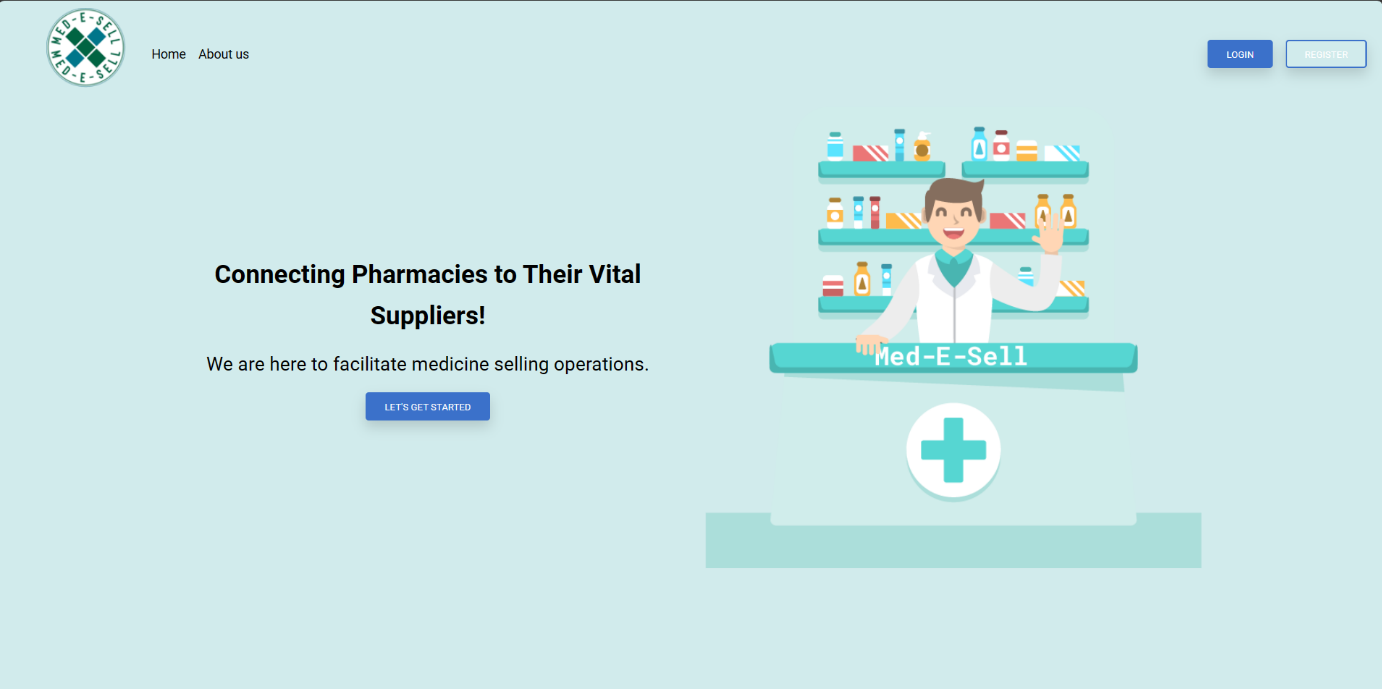 MED-E-SELL
MED-E-SELL
Home
About us
LOGIN
REGISTER
Connecting Pharmacies to Their Vital
Suppliers!
We are here to facilitate medicine selling operations.
LET'S GET STARTED
Med-E-Sell